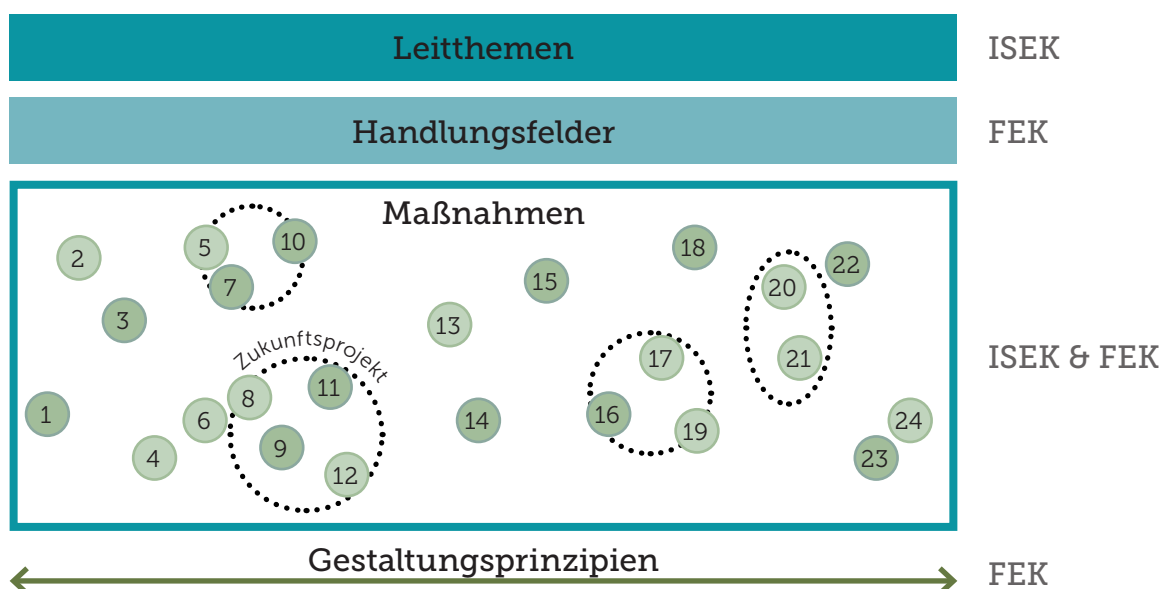 Leitthemen
ISEK
Handlungsfelder
FEK
Maßnahmen
5
10
18
2
22
7
15
20
3
13
Zukunftsprojekt
17
21
ISEK & FEK
11
8
1
6
14
16
24
19
9
4
23
12
Gestaltungsprinzipien
FEK